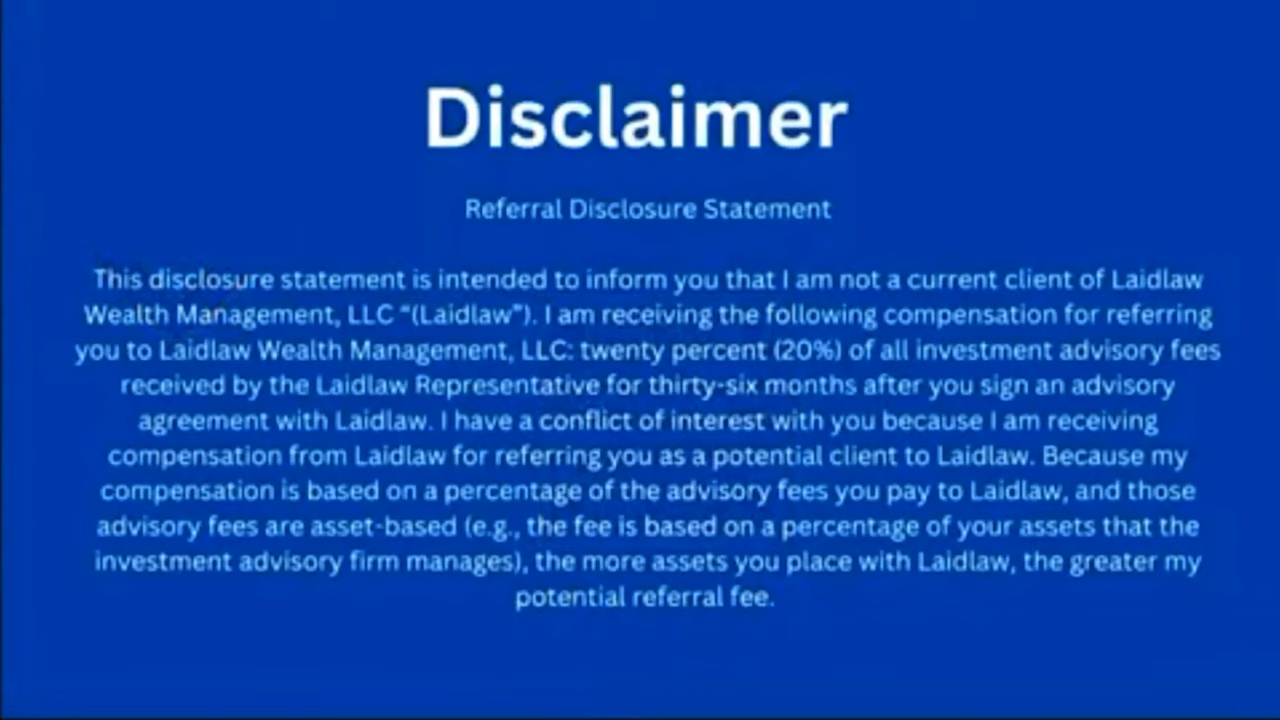 Disclaimer
Referral Disclosure Statement
This disclosure statement is intended to inform you that I am not a current client of Laidlaw
Wealth Management, LLC “(Laidlaw”). I am receiving the following compensation for referring
you to Laidlaw Wealth Management, LLC: twenty percent (20%) of all investment advisory fees
received by the Laidlaw Representative for thirty-six months after you sign an advisory
agreement with Laidlaw. I have a conflict of interest with you because I am receiving
compensation from Laidlaw for referring you as a potential client to Laidlaw. Because my
compensation is based on a percentage of the advisory fees you pay to Laidlaw, and those
advisory fees are asset-based (e.g., the fee is based on a percentage of your assets that the
investment advisory firm manages), the more assets you place with Laidlaw, the greater my
potential referral fee.